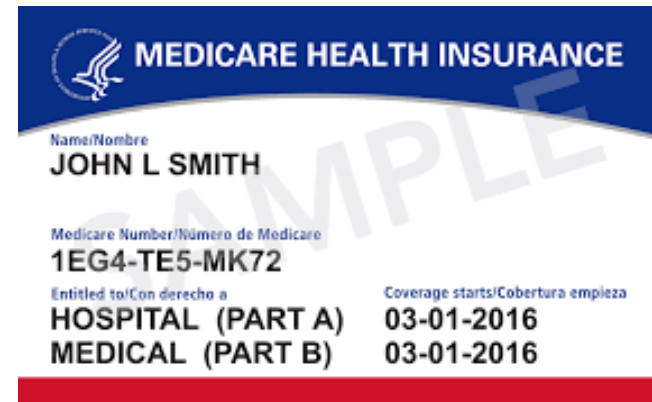 MEDICARE HEALTH INSURANCE
SAMPLE
Name/Nombre
JOHN L SMITH
Medicare Number/Número de Medicare
1EG4-TE5-MK72
Entitled to/Con derecho a Coverage starts/Cobertura empieza
HOSPITAL (PART A) 03-01-2016
MEDICAL (PART B) 03-01-2016